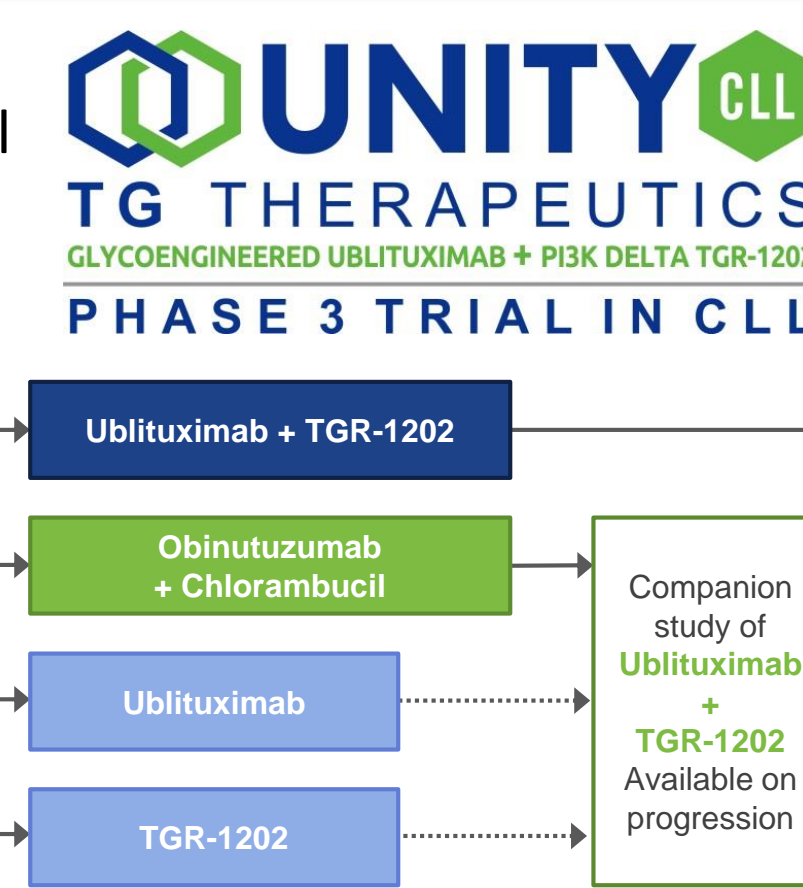 UNITY CLL
TG THERAPEUTICS
GLYCOENGINEERED UBLITUXIMAB + PI3K DELTA TGR-1202
PHASE 3 TRIAL IN CLL
Ublituximab + TGR-1202
Obinutuzumab
+ Chlorambucil
Ublituximab
TGR-1202
Companion
study of
Ublituximab
+
TGR-1202
Available on
progression